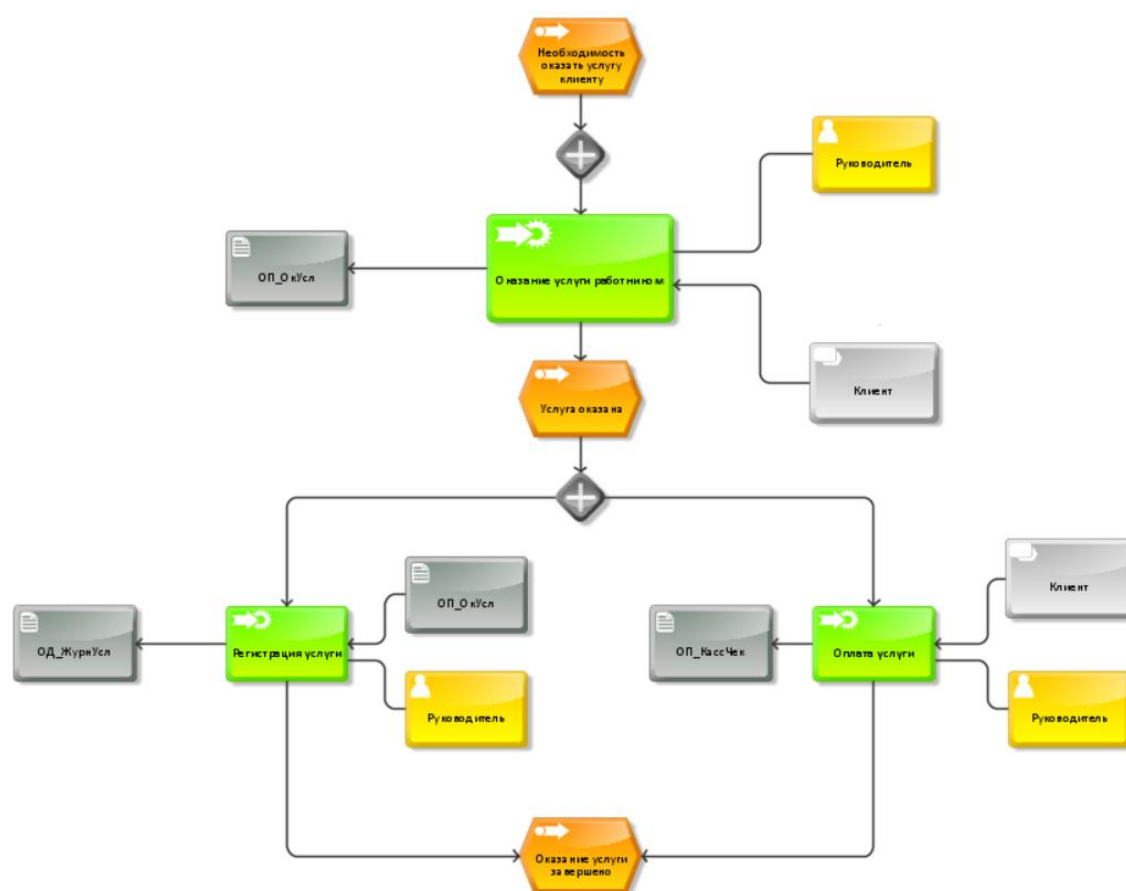 Необходимость
оказать услугу
клиенту
Руководитель
ОП_ОкУсл
Оказание услуги работником
Клиент
Услуга оказана
ОП_ОкУсл
Клиент
ОД_ЖурнУсл
Регистрация услуги
ОП_КассЧек
Оплата услуги
Руководитель
Руководитель
Оказание услуги
завершено